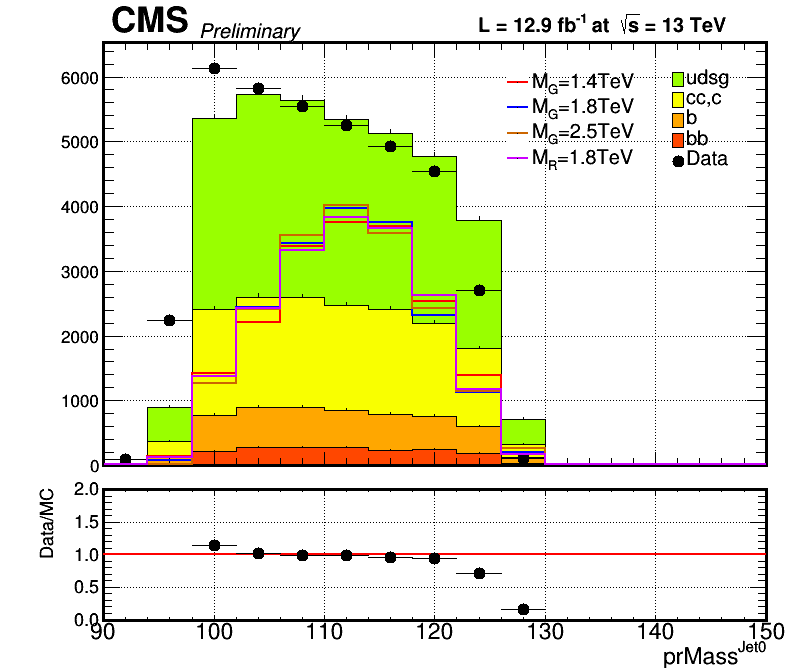 CMS Preliminary L = 12.9 fb⁻¹ at √s = 13 TeV
6000
5000
4000
3000
2000
1000
0
M_G=1.4TeV
M_G=1.8TeV
M_G=2.5TeV
M_R=1.8TeV
udsg
cc,c
b
bb
Data
Data/MC
2.0
1.5
1.0
0.5
0.0
90 100 110 120 130 140 150
prMass^Jet0